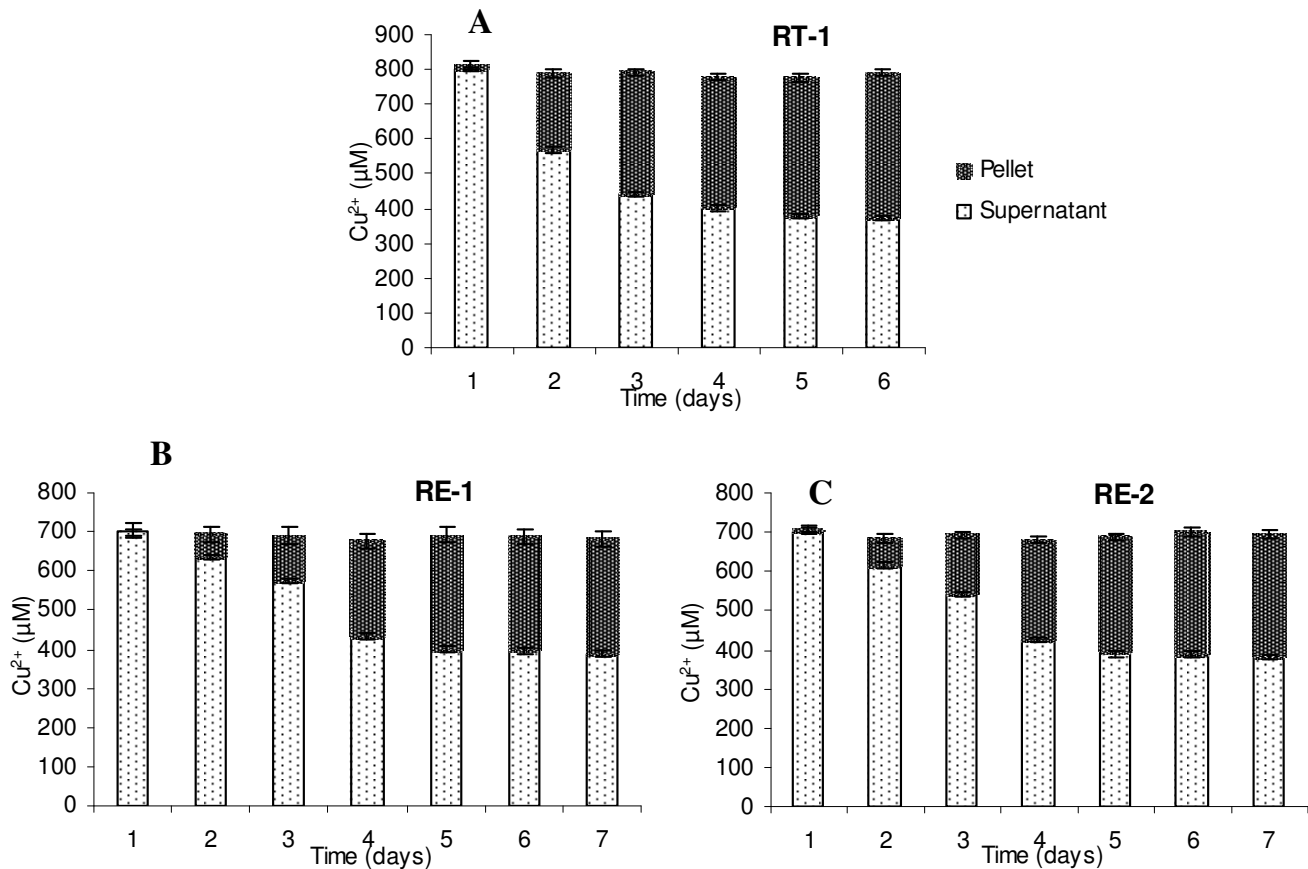 A
RT-1
900
800
700
600
500
400
300
200
100
0
Cu²⁺ (µM)
1 2 3 4 5 6
Time (days)
Pellet
Supernatant
B
RE-1
800
700
600
500
400
300
200
100
0
Cu²⁺ (µM)
1 2 3 4 5 6 7
Time (days)
C
RE-2
800
700
600
500
400
300
200
100
0
Cu²⁺ (µM)
1 2 3 4 5 6 7
Time (days)